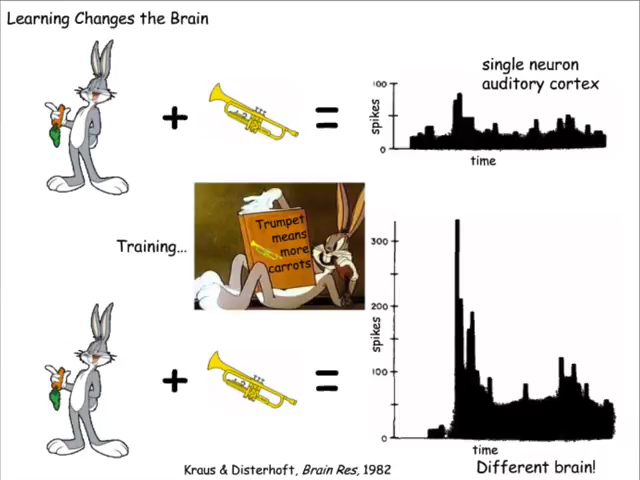 Learning Changes the Brain
single neuron
auditory cortex
100
spikes
0
time
Training...
Trumpet
means
more
carrots
300
200
spikes
100
0
time
Kraus & Disterhoft, Brain Res, 1982
Different brain!